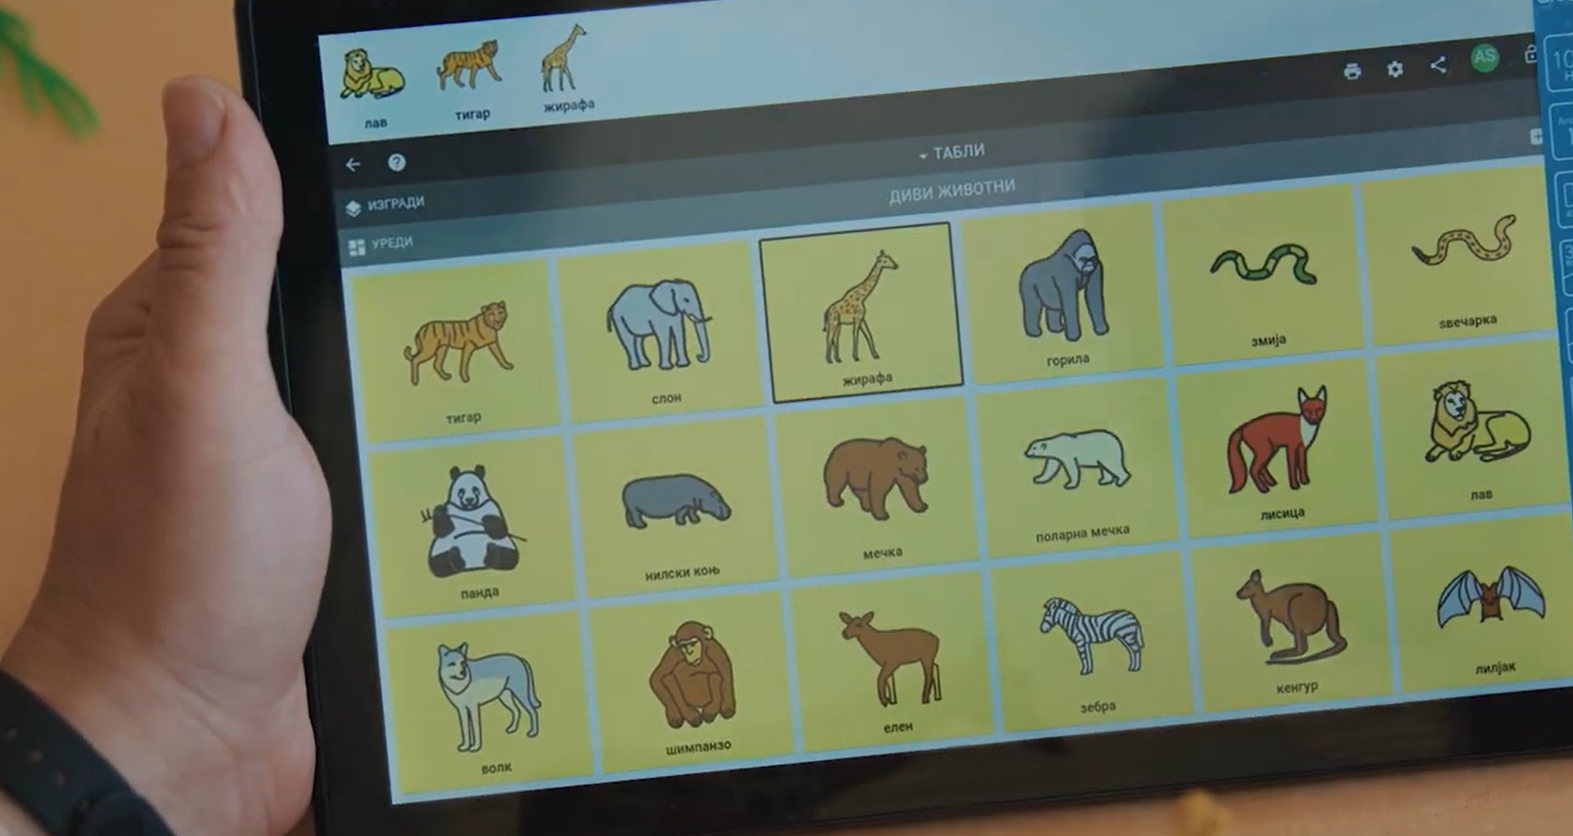 лав
тигар
жирафа
AS
ТАБЛИ
ИЗГРАДИ
ДИВИ ЖИВОТНИ
УРЕДИ
тигар
слон
жирафа
горила
змија
ѕвечарка
панда
нилски коњ
мечка
поларна мечка
лисица
лав
волк
шимпанзо
елен
зебра
кенгур
лилјак